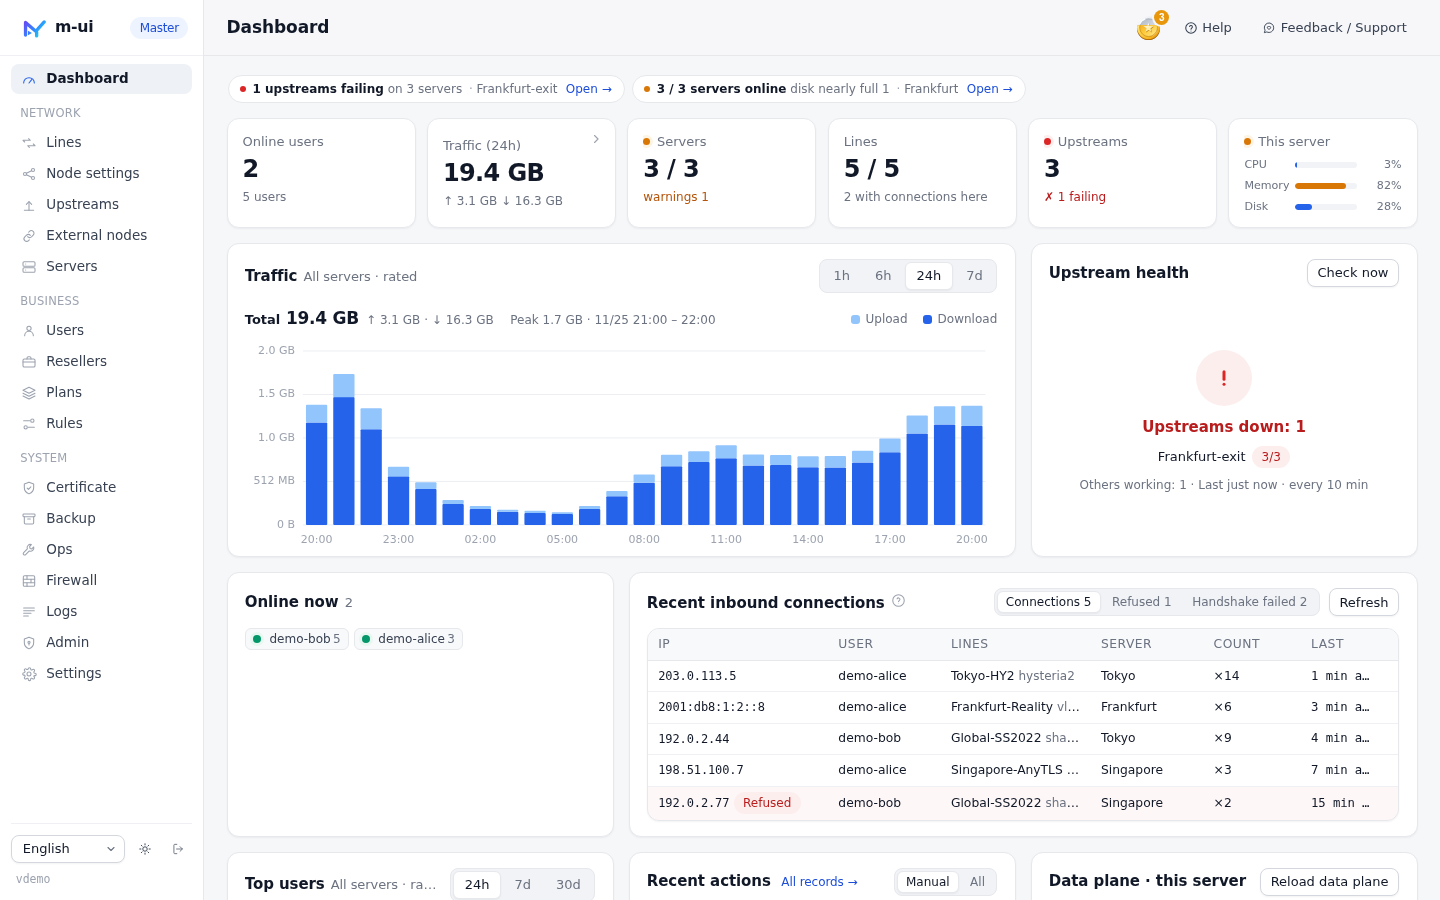 m-ui Master
Dashboard
NETWORK
Lines
Node settings
Upstreams
External nodes
Servers
BUSINESS
Users
Resellers
Plans
Rules
SYSTEM
Certificate
Backup
Ops
Firewall
Logs
Admin
Settings
English
vdemo
Dashboard
3
Help
Feedback / Support
1 upstreams failing on 3 servers · Frankfurt-exit Open →
3 / 3 servers online disk nearly full 1 · Frankfurt Open →
Online users
2
5 users
Traffic (24h)
19.4 GB
↑ 3.1 GB ↓ 16.3 GB
Servers
3 / 3
warnings 1
Lines
5 / 5
2 with connections here
Upstreams
3
✗ 1 failing
This server
CPU 3%
Memory 82%
Disk 28%
Traffic All servers · rated
1h 6h 24h 7d
Total 19.4 GB ↑ 3.1 GB · ↓ 16.3 GB Peak 1.7 GB · 11/25 21:00 – 22:00
Upload Download
2.0 GB
1.5 GB
1.0 GB
512 MB
0 B
20:00 23:00 02:00 05:00 08:00 11:00 14:00 17:00 20:00
Upstream health
Check now
!
Upstreams down: 1
Frankfurt-exit 3/3
Others working: 1 · Last just now · every 10 min
Online now 2
demo-bob 5 demo-alice 3
Recent inbound connections
Connections 5 Refused 1 Handshake failed 2
Refresh
IP USER LINES SERVER COUNT LAST
203.0.113.5 demo-alice Tokyo-HY2 hysteria2 Tokyo ×14 1 min a…
2001:db8:1:2::8 demo-alice Frankfurt-Reality vl… Frankfurt ×6 3 min a…
192.0.2.44 demo-bob Global-SS2022 sha… Tokyo ×9 4 min a…
198.51.100.7 demo-alice Singapore-AnyTLS … Singapore ×3 7 min a…
192.0.2.77 Refused demo-bob Global-SS2022 sha… Singapore ×2 15 min …
Top users All servers · ra…
24h 7d 30d
Recent actions All records →
Manual All
Data plane · this server
Reload data plane